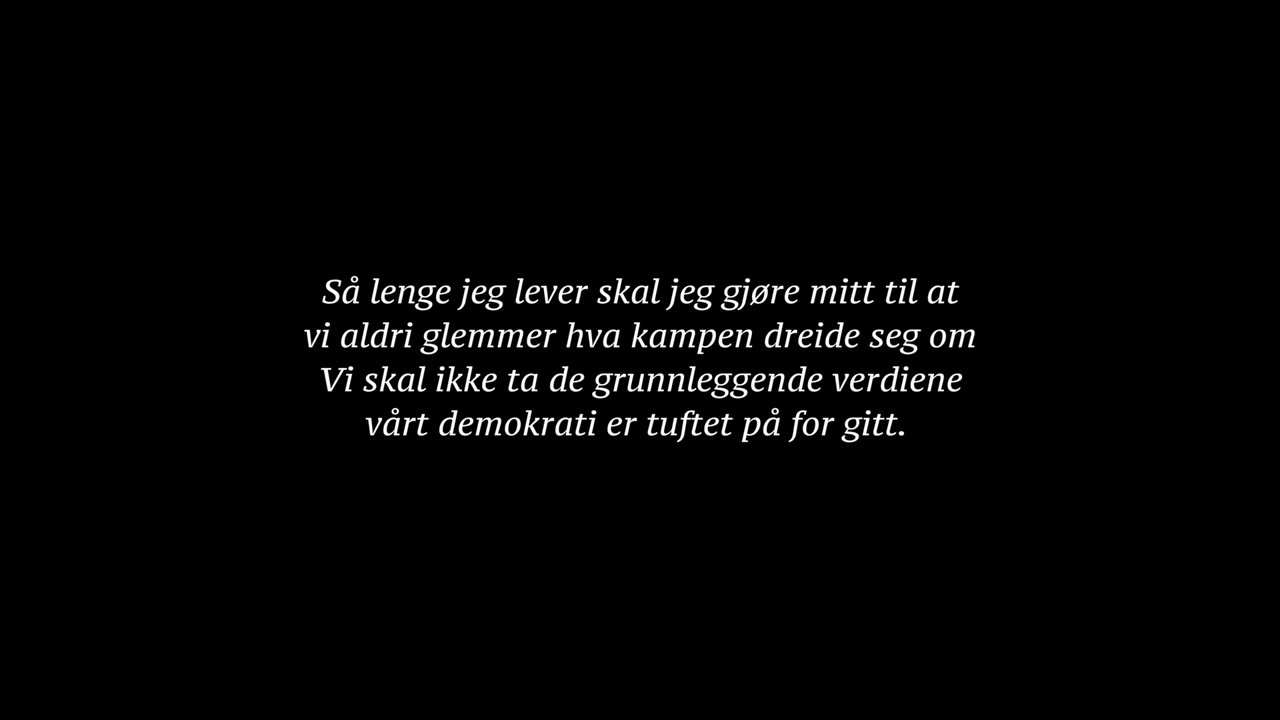 Så lenge jeg lever skal jeg gjøre mitt til at
vi aldri glemmer hva kampen dreide seg om
Vi skal ikke ta de grunnleggende verdiene
vårt demokrati er tuftet på for gitt.